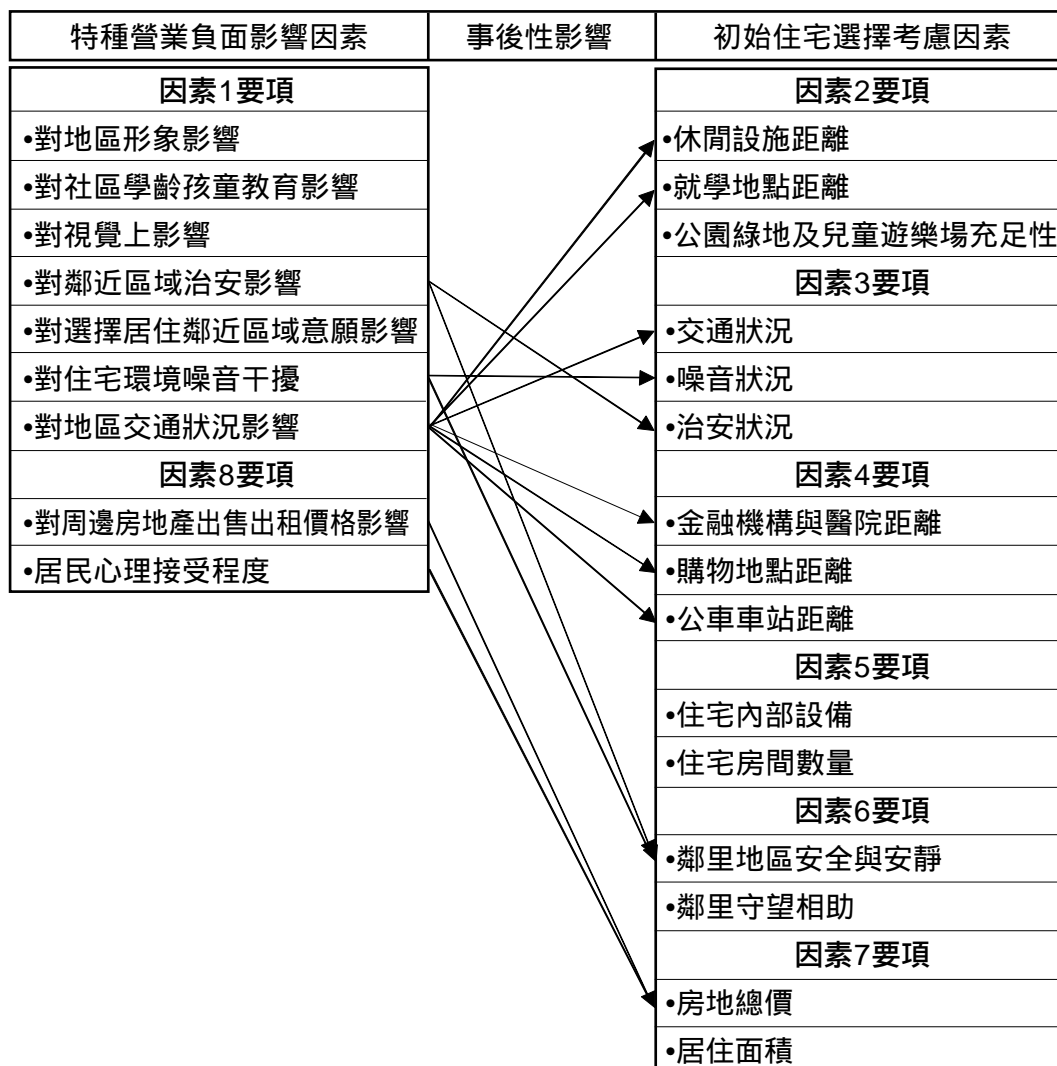 特種營業負面影響因素
事後性影響
初始住宅選擇考慮因素
因素1要項
•對地區形象影響
•對社區學齡孩童教育影響
•對視覺上影響
•對鄰近區域治安影響
•對選擇居住鄰近區域意願影響
•對住宅環境噪音干擾
•對地區交通狀況影響
因素8要項
•對周邊房地產出售出租價格影響
•居民心理接受程度
因素2要項
•休閒設施距離
•就學地點距離
•公園綠地及兒童遊樂場充足性
因素3要項
•交通狀況
•噪音狀況
•治安狀況
因素4要項
•金融機構與醫院距離
•購物地點距離
•公車車站距離
因素5要項
•住宅內部設備
•住宅房間數量
因素6要項
•鄰里地區安全與安靜
•鄰里守望相助
因素7要項
•房地總價
•居住面積